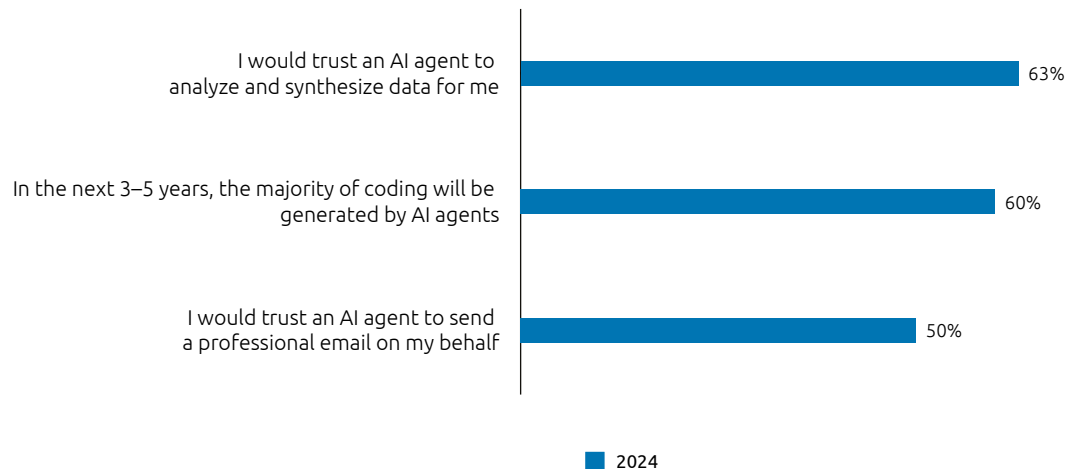 I would trust an AI agent to
analyze and synthesize data for me
63%
In the next 3–5 years, the majority of coding will be
generated by AI agents
60%
I would trust an AI agent to send
a professional email on my behalf
50%
2024